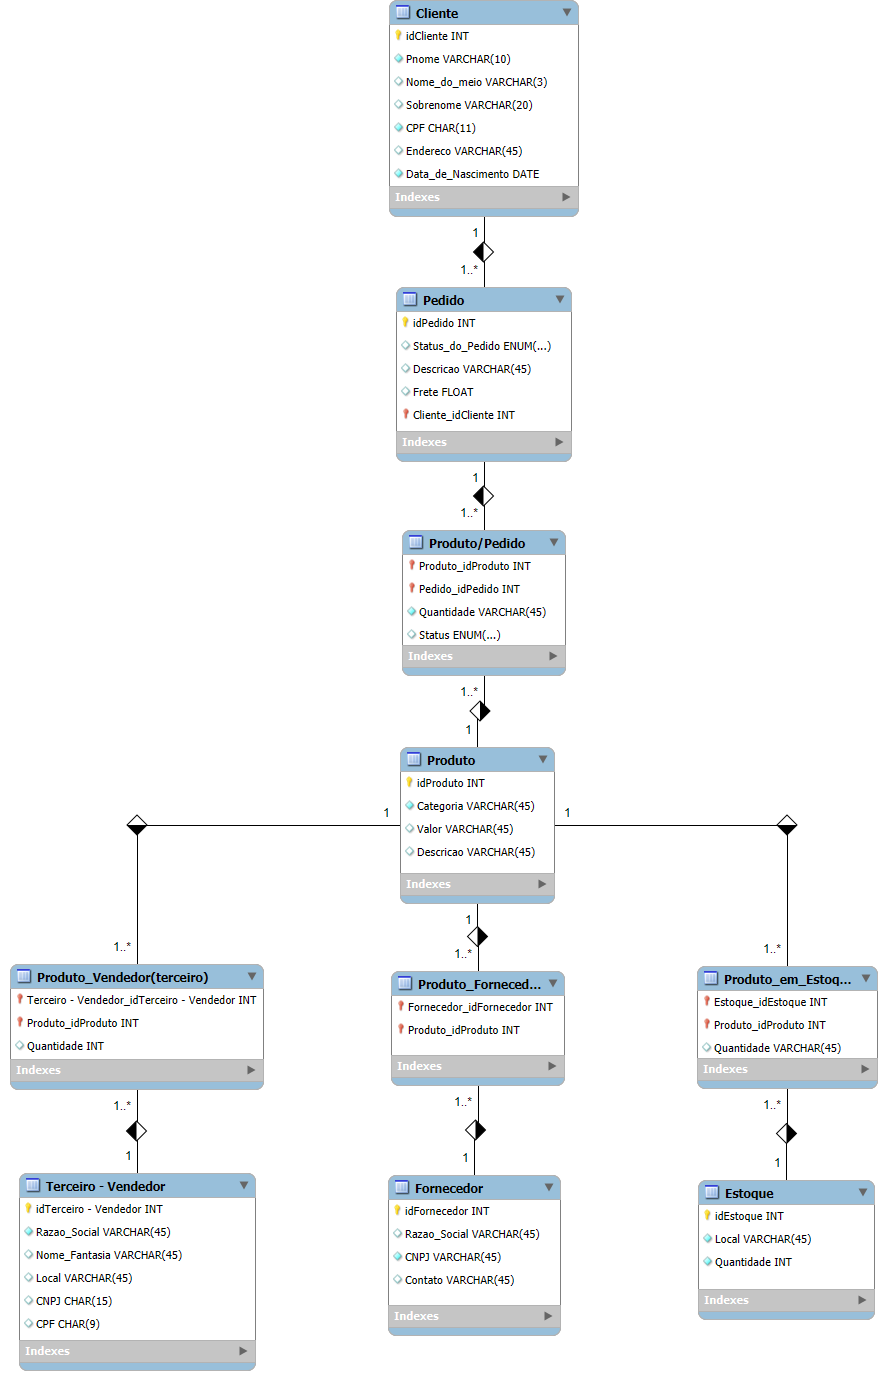 Cliente
idCliente INT
Pnome VARCHAR(10)
Nome_do_meio VARCHAR(3)
Sobrenome VARCHAR(20)
CPF CHAR(11)
Endereco VARCHAR(45)
Data_de_Nascimento DATE
Indexes
1
1..*
Pedido
idPedido INT
Status_do_Pedido ENUM(...)
Descricao VARCHAR(45)
Frete FLOAT
Cliente_idCliente INT
Indexes
1
1..*
Produto/Pedido
Produto_idProduto INT
Pedido_idPedido INT
Quantidade VARCHAR(45)
Status ENUM(...)
Indexes
1..*
1
Produto
idProduto INT
Categoria VARCHAR(45)
Valor VARCHAR(45)
Descricao VARCHAR(45)
Indexes
1
1
1
1..*
1..*
1..*
Produto_Vendedor(terceiro)
Terceiro - Vendedor_idTerceiro - Vendedor INT
Produto_idProduto INT
Quantidade INT
Indexes
1..*
1
Produto_Forneced...
Fornecedor_idFornecedor INT
Produto_idProduto INT
Indexes
1..*
1
Produto_em_Estoq...
Estoque_idEstoque INT
Produto_idProduto INT
Quantidade VARCHAR(45)
Indexes
1..*
1
Terceiro - Vendedor
idTerceiro - Vendedor INT
Razao_Social VARCHAR(45)
Nome_Fantasia VARCHAR(45)
Local VARCHAR(45)
CNPJ CHAR(15)
CPF CHAR(9)
Indexes
Fornecedor
idFornecedor INT
Razao_Social VARCHAR(45)
CNPJ VARCHAR(45)
Contato VARCHAR(45)
Indexes
Estoque
idEstoque INT
Local VARCHAR(45)
Quantidade INT
Indexes